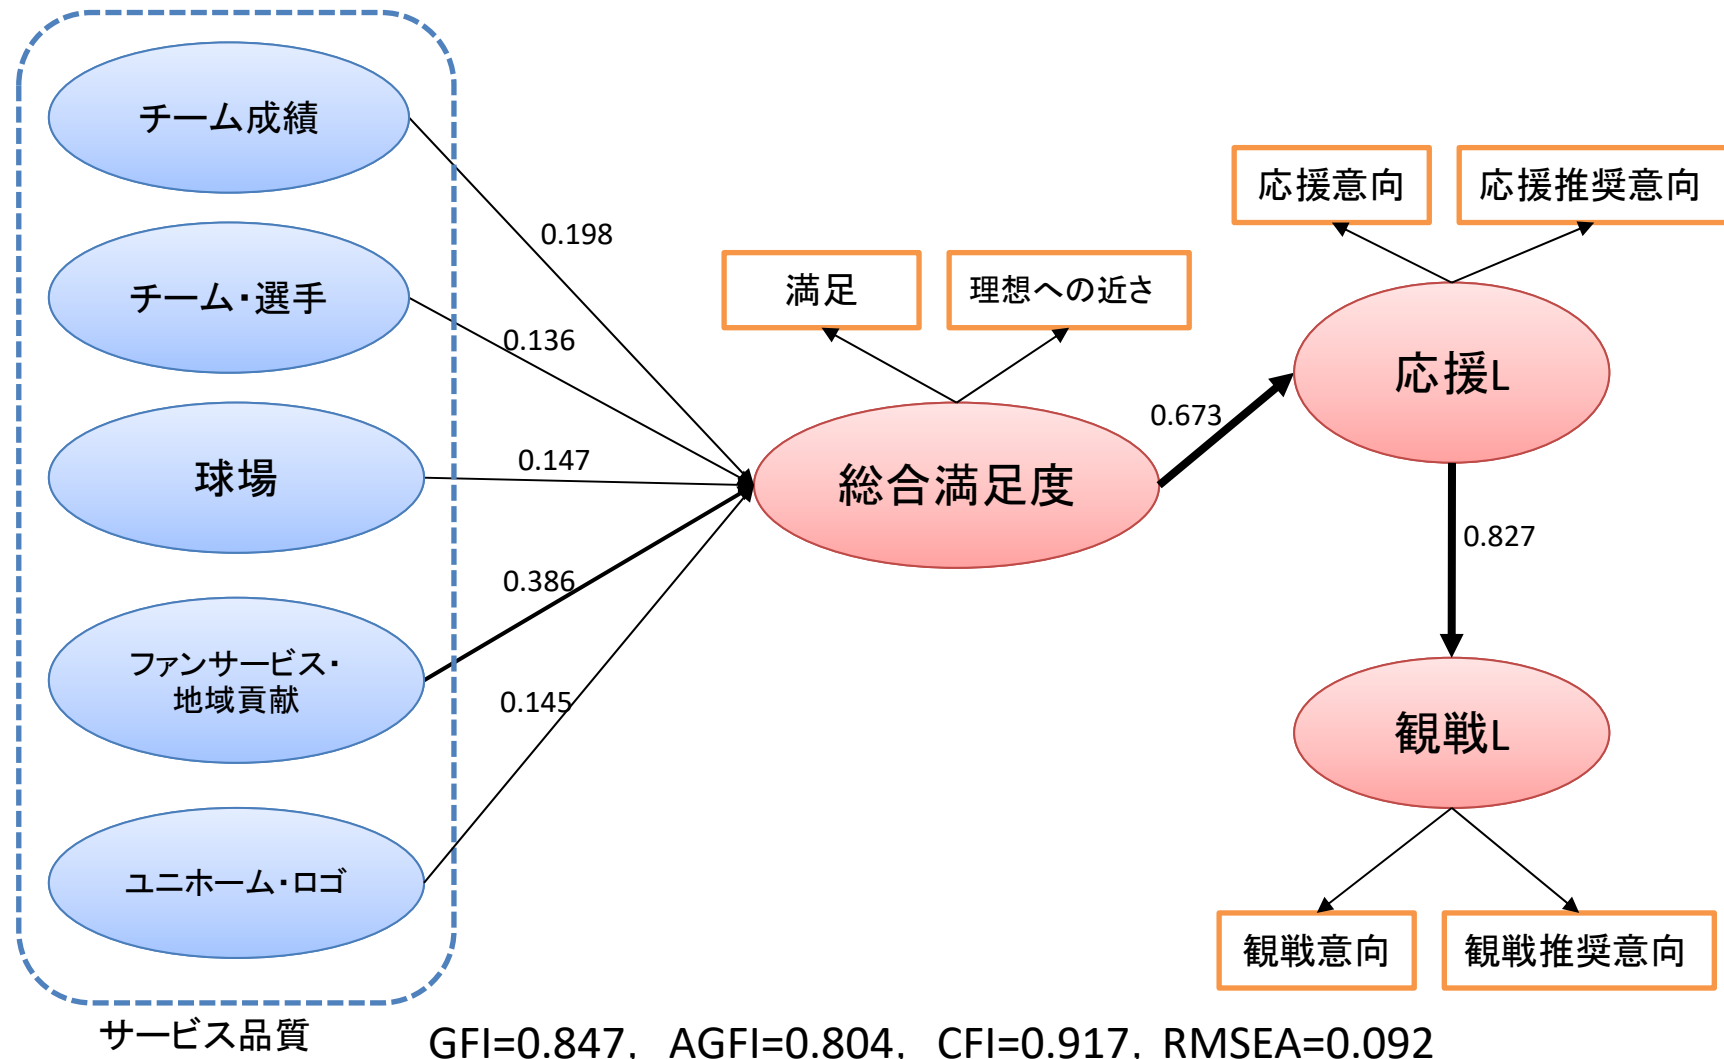 チーム成績
チーム・選手
球場
ファンサービス・
地域貢献
ユニホーム・ロゴ
サービス品質
0.198
0.136
0.147
0.386
0.145
満足
理想への近さ
総合満足度
0.673
応援意向
応援推奨意向
応援L
0.827
観戦L
観戦意向
観戦推奨意向
GFI=0.847, AGFI=0.804, CFI=0.917, RMSEA=0.092